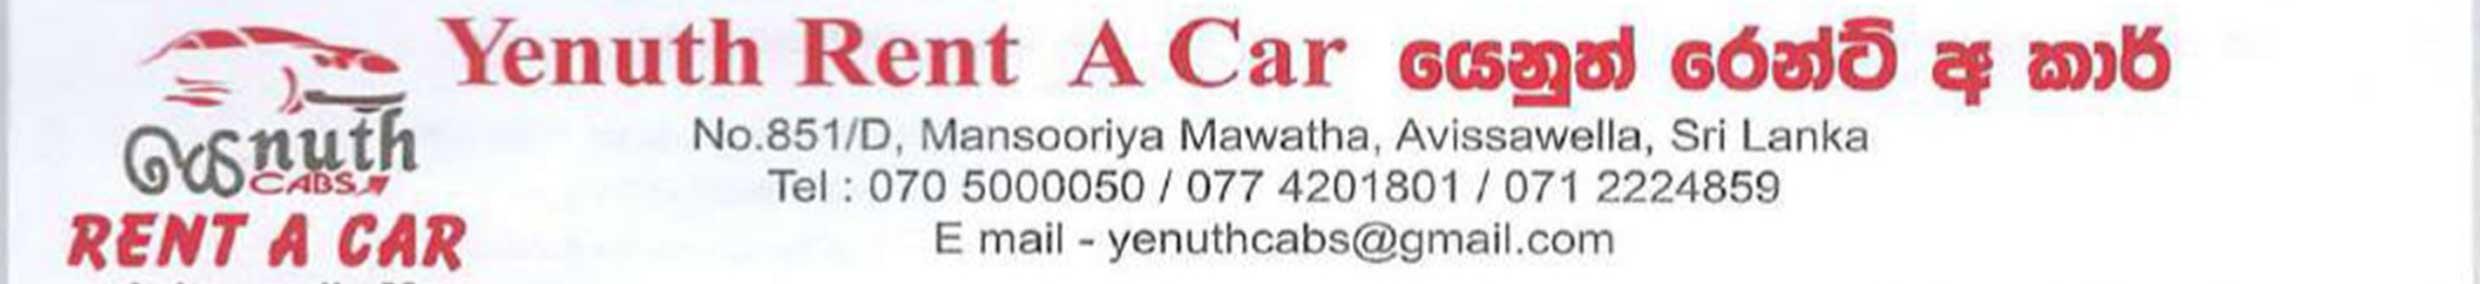 Yenuth Rent A Car යෙනුත් රෙන්ට් අ කාර්
No.851/D, Mansooriya Mawatha, Avissawella, Sri Lanka
Tel : 070 5000050 / 077 4201801 / 071 2224859
E mail - yenuthcabs@gmail.com
යෙnuth
CABS
RENT A CAR